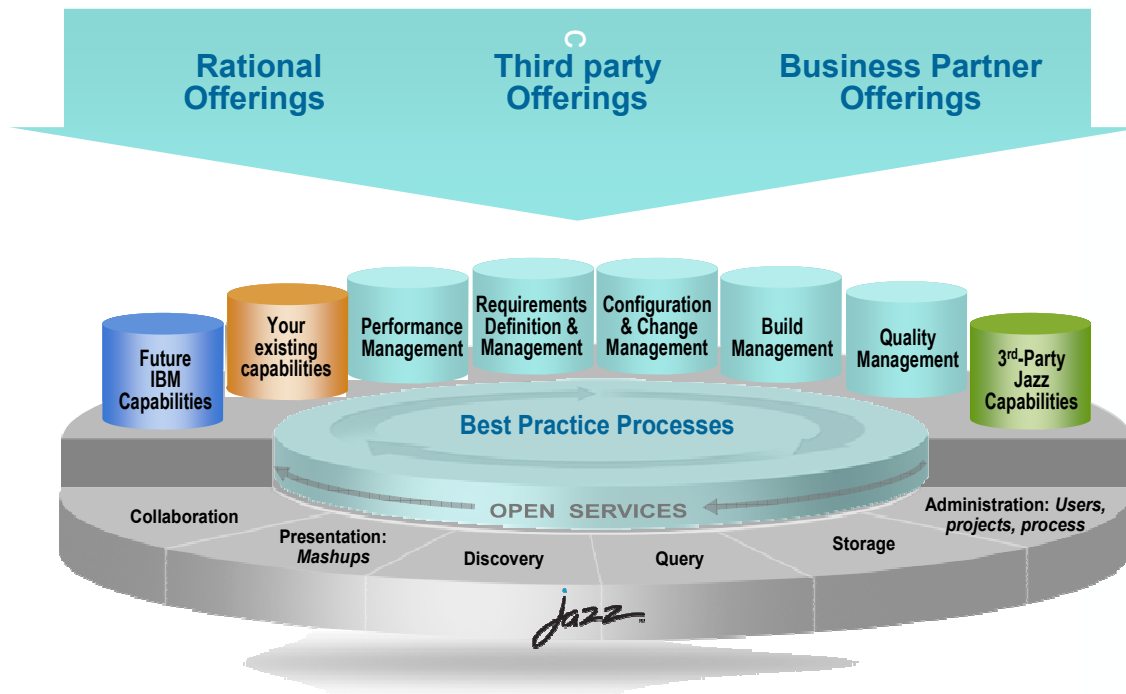 C
Rational
Offerings
Third party
Offerings
Business Partner
Offerings
Future
IBM
Capabilities
Your
existing
capabilities
Performance
Management
Requirements
Definition &
Management
Configuration
& Change
Management
Build
Management
Quality
Management
3rd-Party
Jazz
Capabilities
Best Practice Processes
OPEN SERVICES
Collaboration
Presentation:
Mashups
Discovery
Query
Storage
Administration: Users,
projects, process
jazz ™